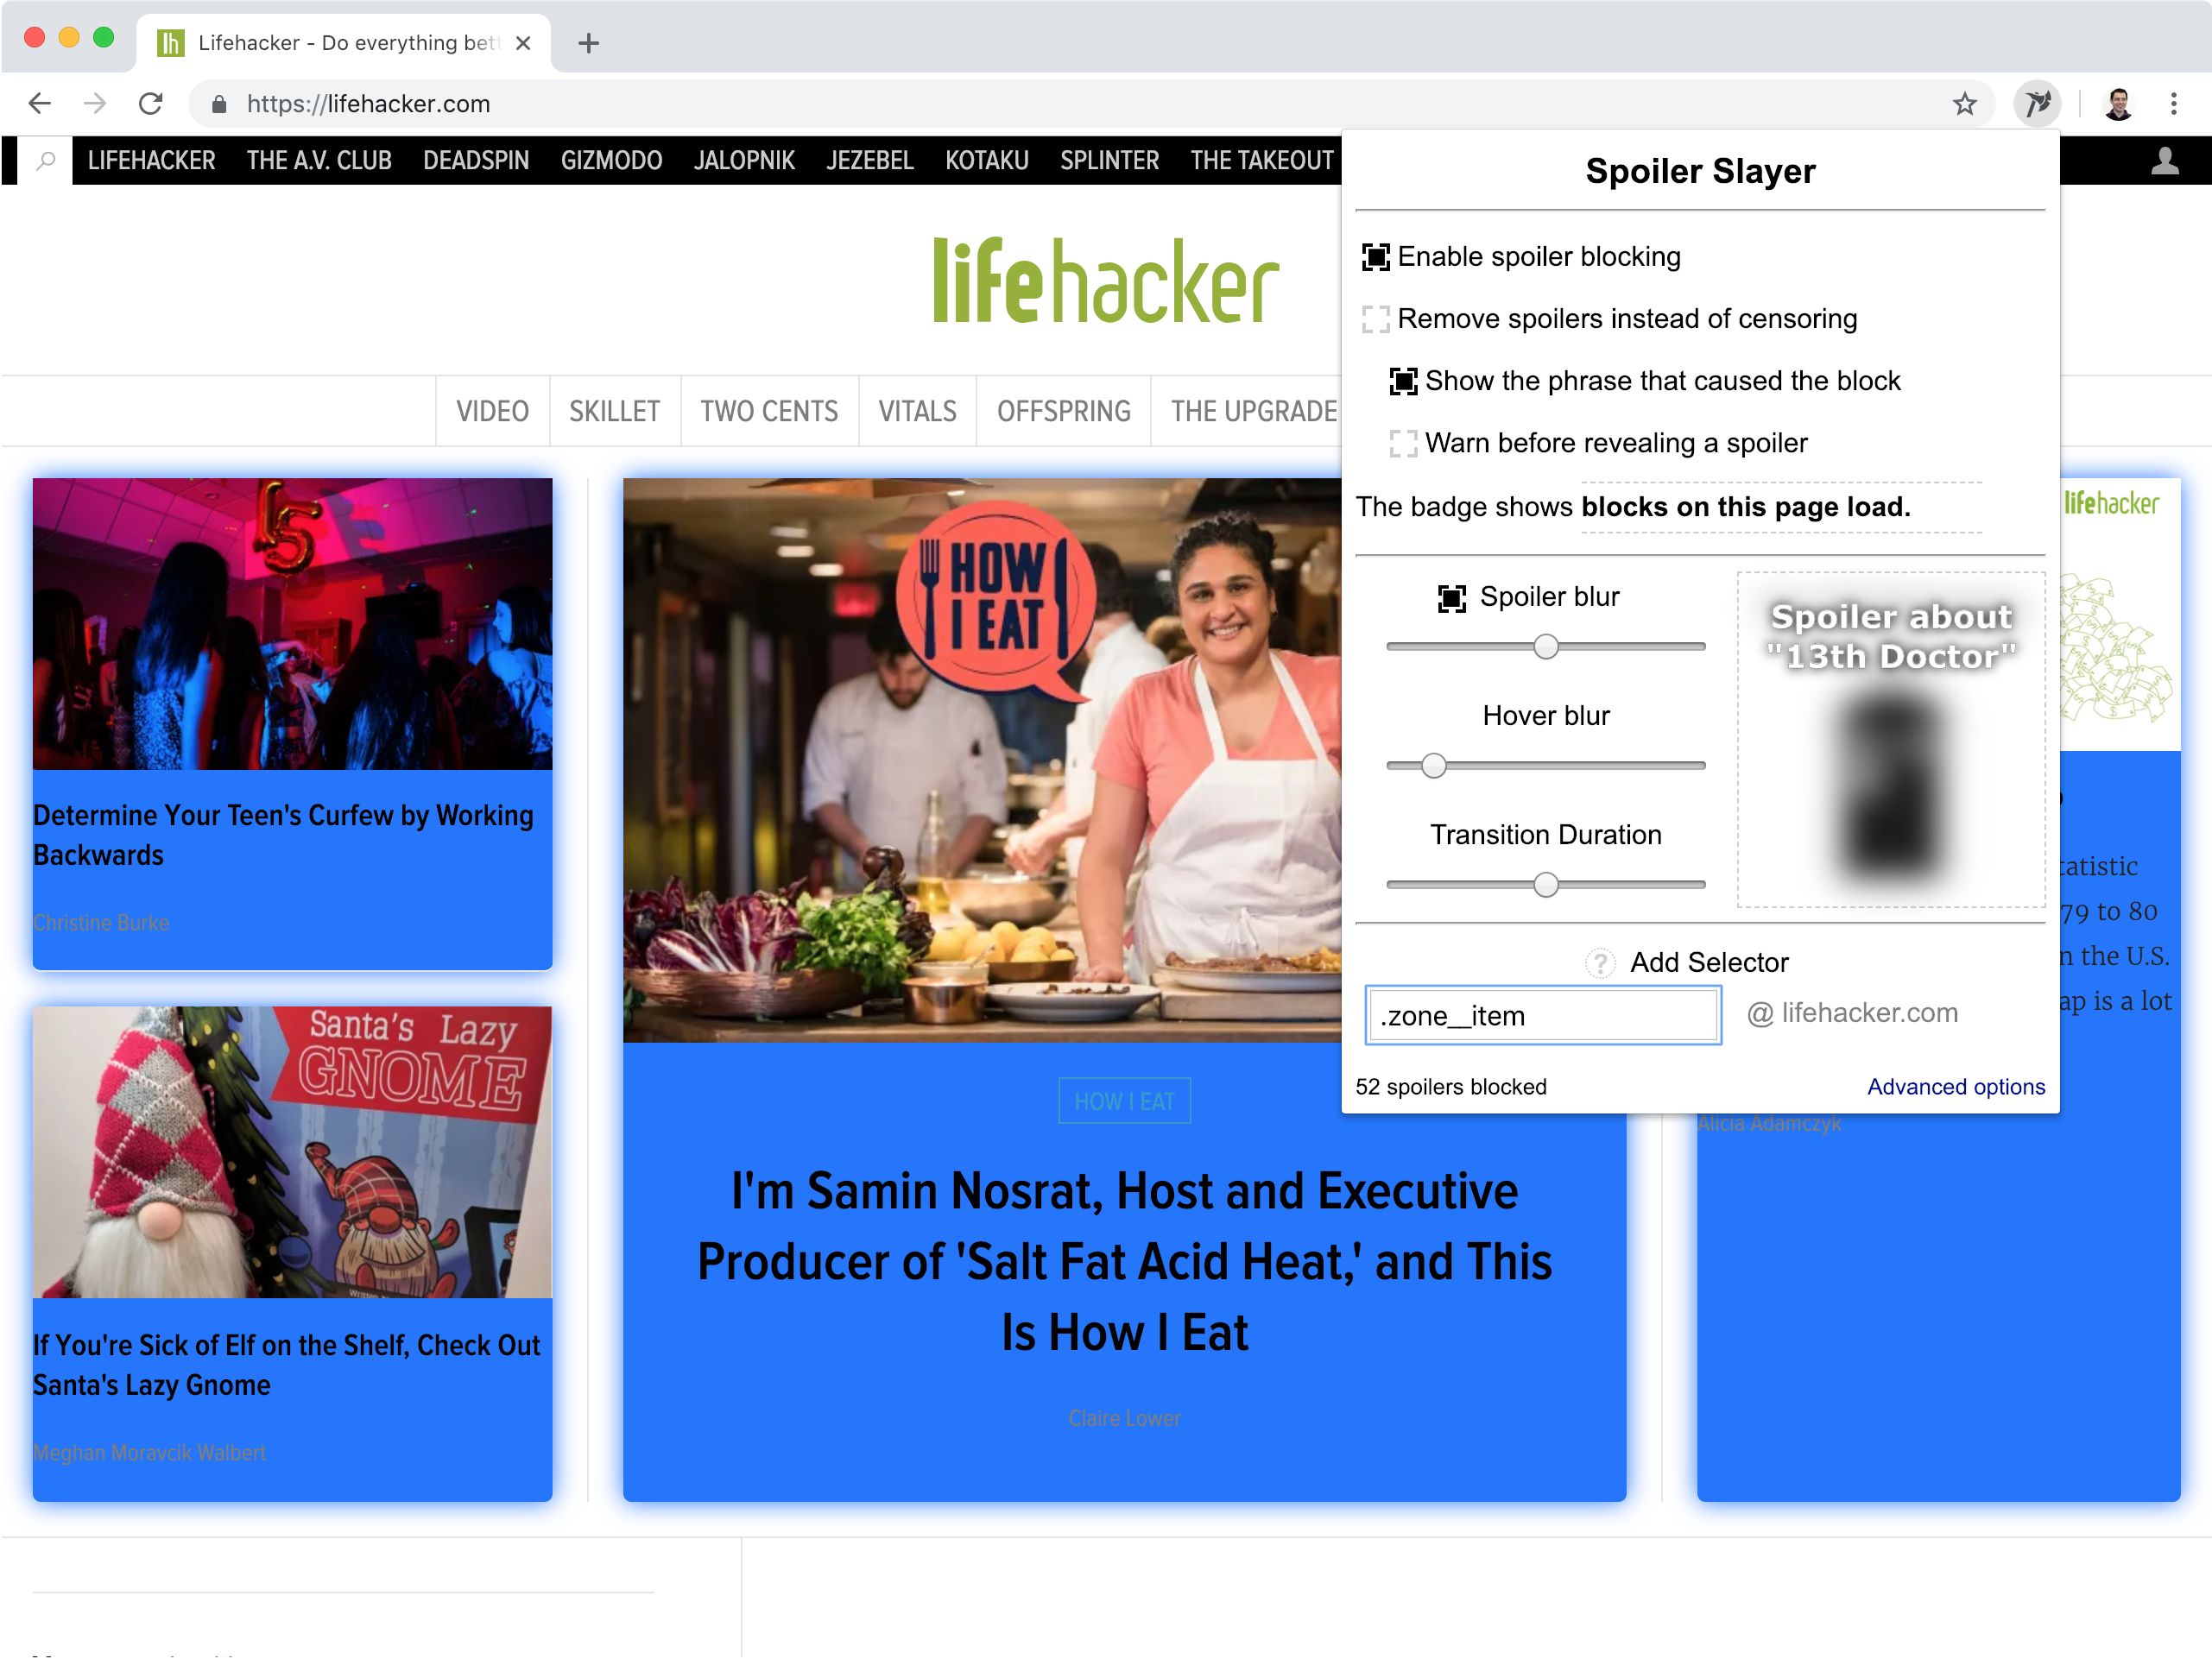 Lifehacker - Do everything bett
https://lifehacker.com
LIFEHACKER THE A.V. CLUB DEADSPIN GIZMODO JALOPNIK JEZEBEL KOTAKU SPLINTER THE TAKEOUT
lifehacker
VIDEO SKILLET TWO CENTS VITALS OFFSPRING THE UPGRADE
Spoiler Slayer
Enable spoiler blocking
Remove spoilers instead of censoring
Show the phrase that caused the block
Warn before revealing a spoiler
The badge shows blocks on this page load.
Spoiler blur
Hover blur
Transition Duration
Spoiler about
"13th Doctor"
? Add Selector
.zone__item @ lifehacker.com
52 spoilers blocked Advanced options
15
Determine Your Teen's Curfew by Working
Backwards
Christine Burke
Santa's Lazy
GNOME
If You're Sick of Elf on the Shelf, Check Out
Santa's Lazy Gnome
Meghan Moravcik Walbert
HOW
I EAT
HOW I EAT
I'm Samin Nosrat, Host and Executive
Producer of 'Salt Fat Acid Heat,' and This
Is How I Eat
Claire Lower
lifehacker
tatistic
79 to 80
n the U.S.
ap is a lot
Alicia Adamczyk